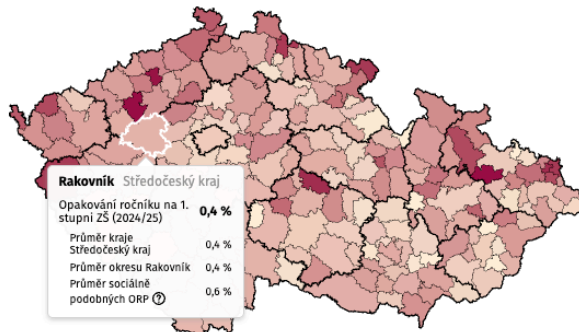 Rakovník Středočeský kraj
Opakování ročníku na 1.
stupni ZŠ (2024/25) 0,4 %
Průměr kraje
Středočeský kraj 0,4 %
Průměr okresu Rakovník 0,4 %
Průměr sociálně
podobných ORP ? 0,6 %